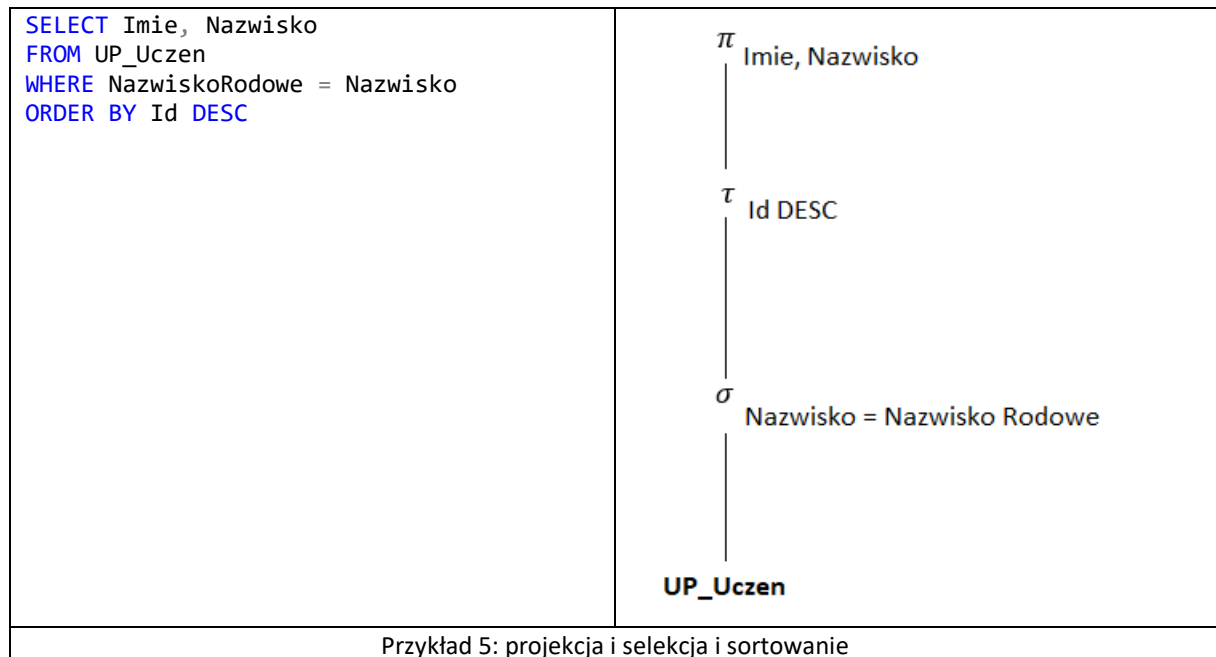 SELECT Imie, Nazwisko
FROM UP_Uczen
WHERE NazwiskoRodowe = Nazwisko
ORDER BY Id DESC
π Imie, Nazwisko
τ Id DESC
σ Nazwisko = Nazwisko Rodowe
UP_Uczen
Przykład 5: projekcja i selekcja i sortowanie